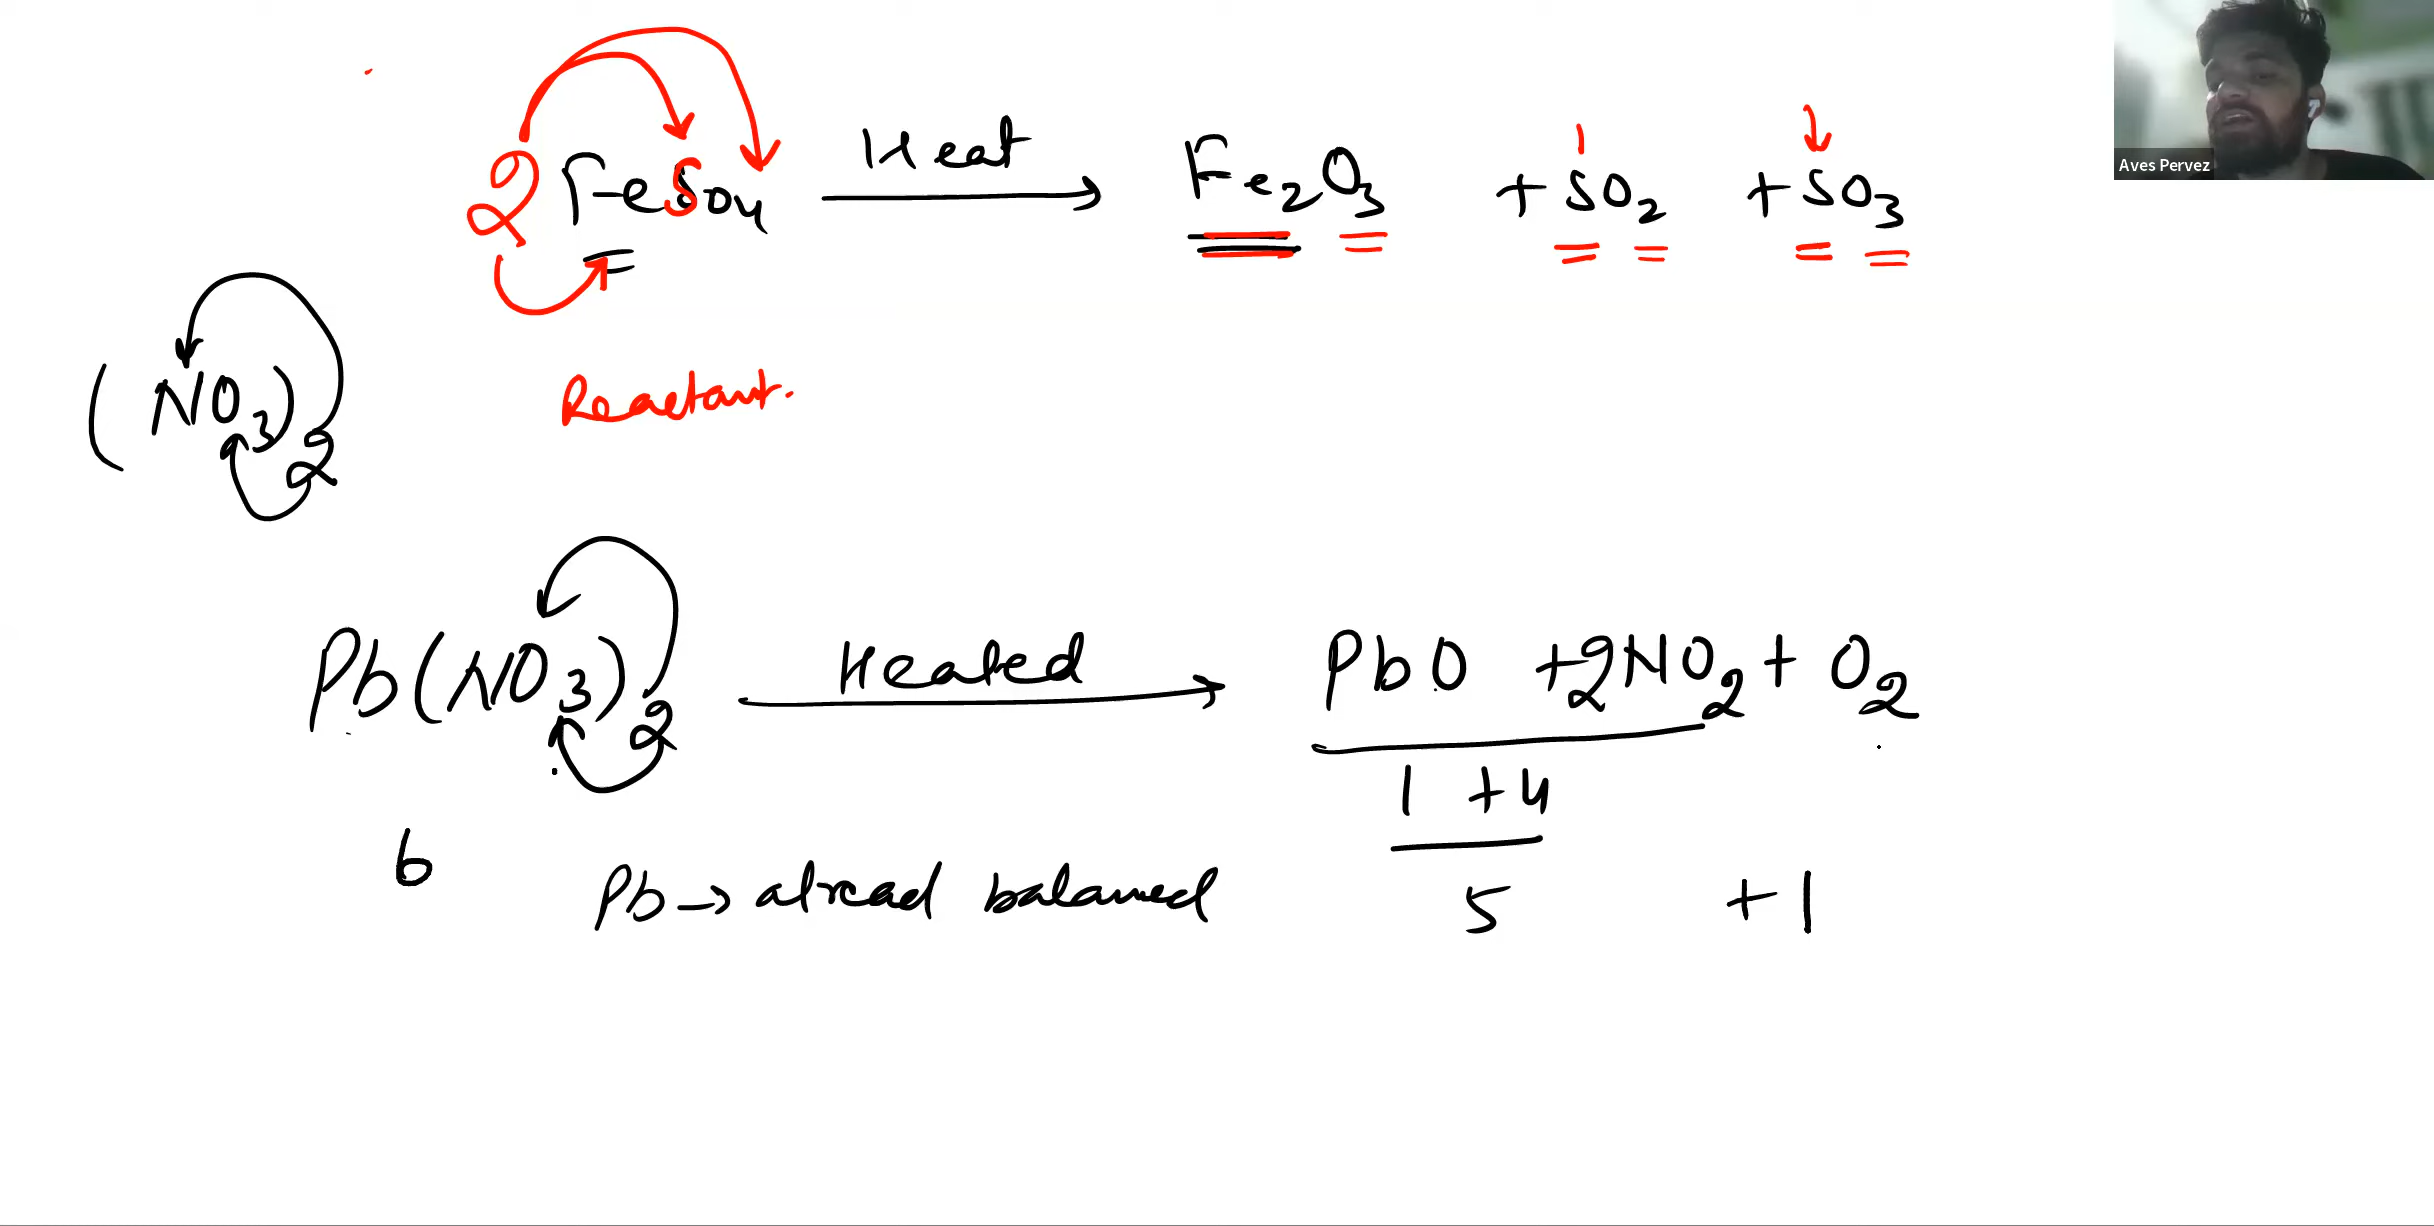 2FeSO4 Heat Fe2O3 + SO2 + SO3
Aves Pervez
(NO3)2
Reactant.
Pb(NO3)2 Heated PbO +2NO2 + O2
1 +4
6 Pb → alread balanced 5 +1